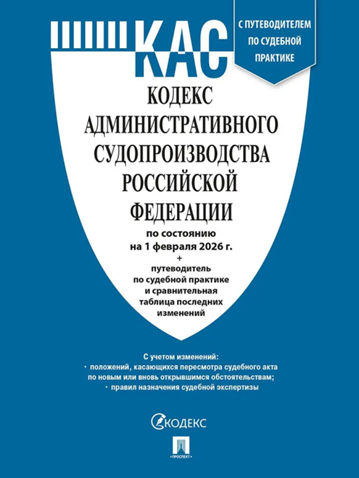 КАС
С ПУТЕВОДИТЕЛЕМ
ПО СУДЕБНОЙ
ПРАКТИКЕ
КОДЕКС
АДМИНИСТРАТИВНОГО
СУДОПРОИЗВОДСТВА
РОССИЙСКОЙ
ФЕДЕРАЦИИ
по состоянию
на 1 февраля 2026 г.
+
путеводитель
по судебной практике
и сравнительная
таблица последних
изменений
С учетом изменений:
• положений, касающихся пересмотра судебного акта
по новым или вновь открывшимся обстоятельствам;
• правил назначения судебной экспертизы
КОДЕКС
•ПРОСПЕКТ•